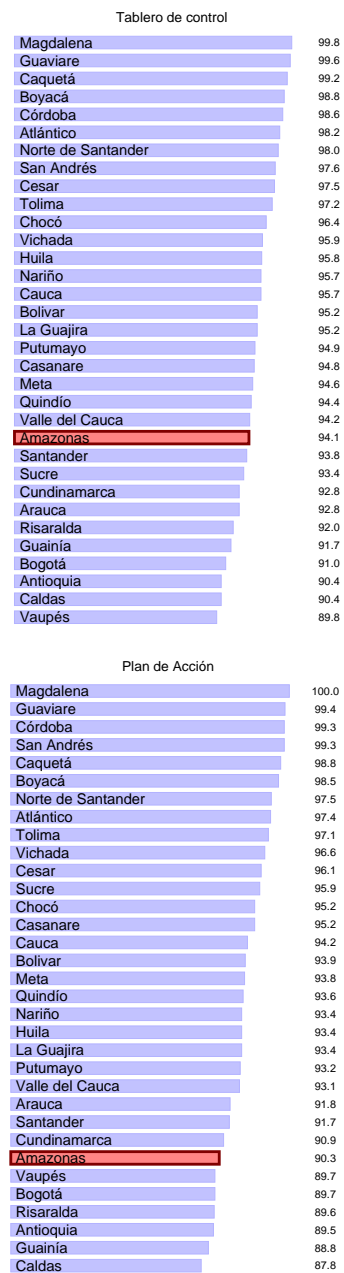 Tablero de control
Magdalena 99.8
Guaviare 99.6
Caquetá 99.2
Boyacá 98.8
Córdoba 98.6
Atlántico 98.2
Norte de Santander 98.0
San Andrés 97.6
Cesar 97.5
Tolima 97.2
Chocó 96.4
Vichada 95.9
Huila 95.8
Nariño 95.7
Cauca 95.7
Bolivar 95.2
La Guajira 95.2
Putumayo 94.9
Casanare 94.8
Meta 94.6
Quindío 94.4
Valle del Cauca 94.2
Amazonas 94.1
Santander 93.8
Sucre 93.4
Cundinamarca 92.8
Arauca 92.8
Risaralda 92.0
Guainía 91.7
Bogotá 91.0
Antioquia 90.4
Caldas 90.4
Vaupés 89.8
Plan de Acción
Magdalena 100.0
Guaviare 99.4
Córdoba 99.3
San Andrés 99.3
Caquetá 98.8
Boyacá 98.5
Norte de Santander 97.5
Atlántico 97.4
Tolima 97.1
Vichada 96.6
Cesar 96.1
Sucre 95.9
Chocó 95.2
Casanare 95.2
Cauca 94.2
Bolivar 93.9
Meta 93.8
Quindío 93.6
Nariño 93.4
Huila 93.4
La Guajira 93.4
Putumayo 93.2
Valle del Cauca 93.1
Arauca 91.8
Santander 91.7
Cundinamarca 90.9
Amazonas 90.3
Vaupés 89.7
Bogotá 89.7
Risaralda 89.6
Antioquia 89.5
Guainía 88.8
Caldas 87.8